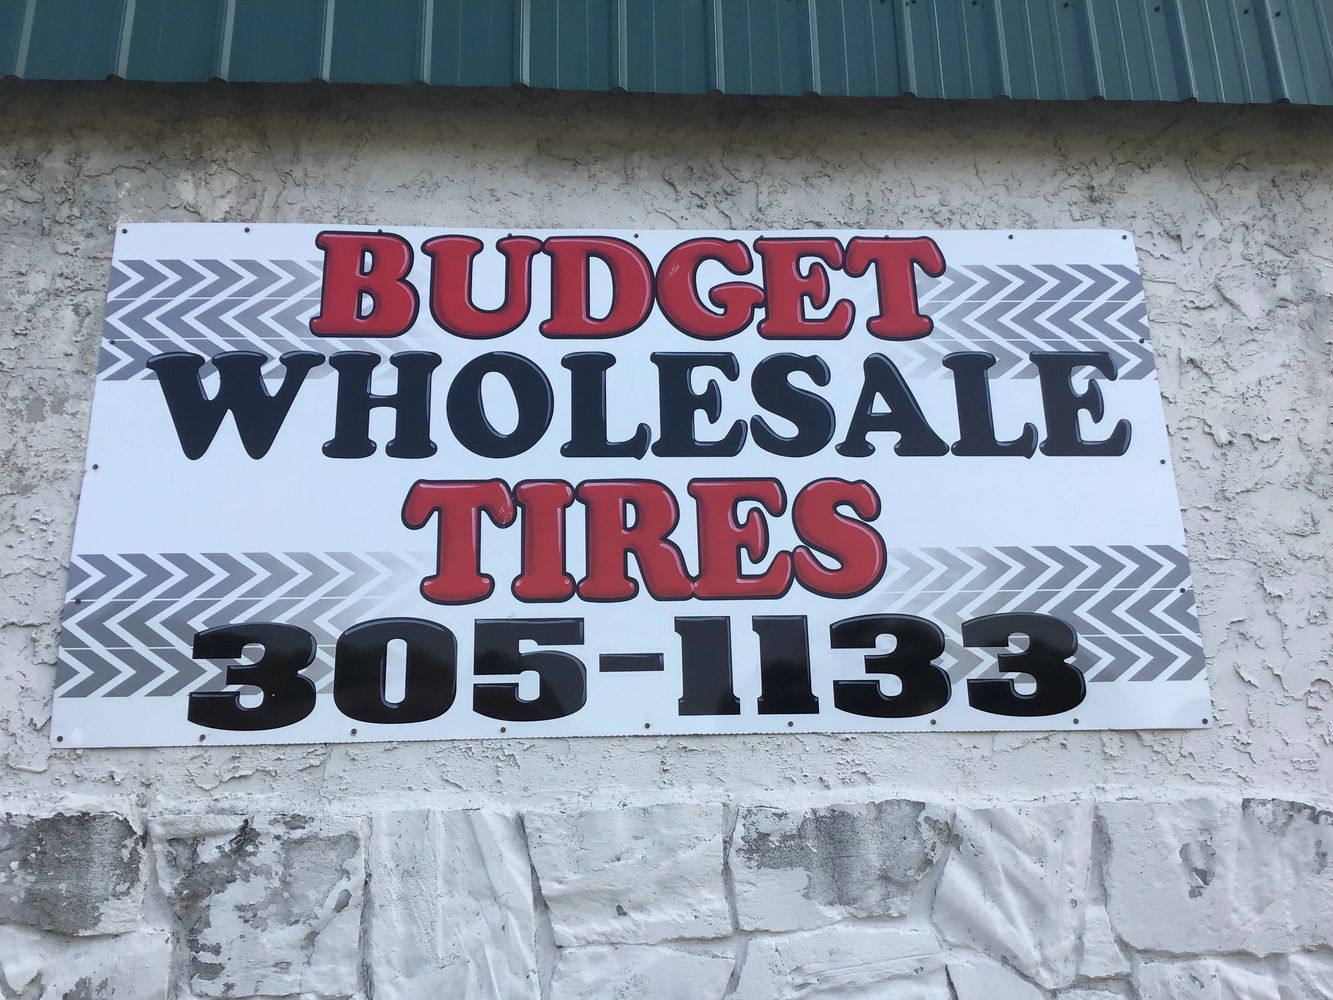 BUDGET
WHOLESALE
TIRES
305-1133